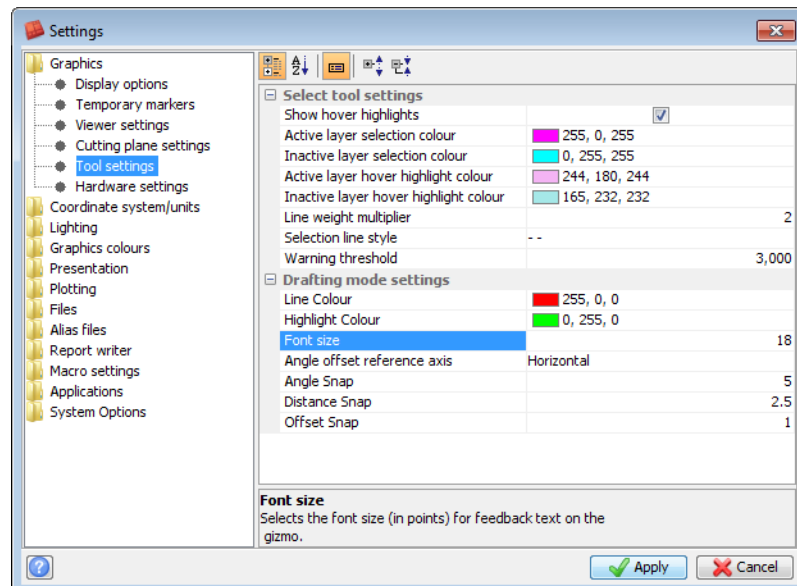 Settings
Graphics
Display options
Temporary markers
Viewer settings
Cutting plane settings
Tool settings
Hardware settings
Coordinate system/units
Lighting
Graphics colours
Presentation
Plotting
Files
Alias files
Report writer
Macro settings
Applications
System Options
Select tool settings
Show hover highlights
Active layer selection colour 255, 0, 255
Inactive layer selection colour 0, 255, 255
Active layer hover highlight colour 244, 180, 244
Inactive layer hover highlight colour 165, 232, 232
Line weight multiplier 2
Selection line style - -
Warning threshold 3,000
Drafting mode settings
Line Colour 255, 0, 0
Highlight Colour 0, 255, 0
Font size 18
Angle offset reference axis Horizontal
Angle Snap 5
Distance Snap 2.5
Offset Snap 1
Font size
Selects the font size (in points) for feedback text on the
gizmo.
Apply Cancel